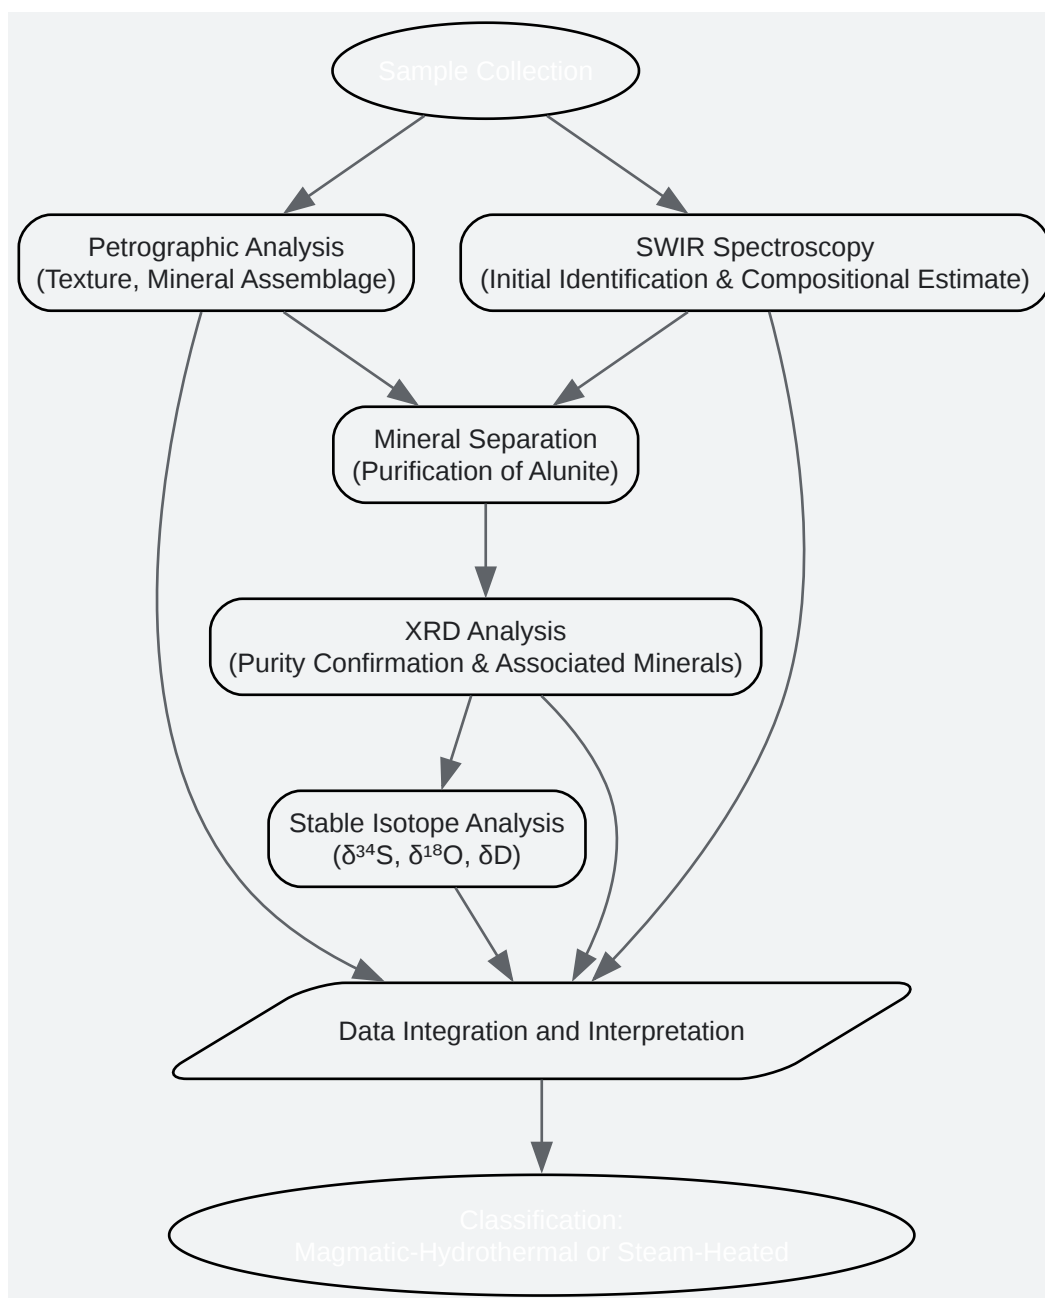 Sample Collection
Petrographic Analysis
(Texture, Mineral Assemblage)
SWIR Spectroscopy
(Initial Identification & Compositional Estimate)
Mineral Separation
(Purification of Alunite)
XRD Analysis
(Purity Confirmation & Associated Minerals)
Stable Isotope Analysis
(δ³⁴S, δ¹⁸O, δD)
Data Integration and Interpretation
Classification:
Magmatic-Hydrothermal or Steam-Heated